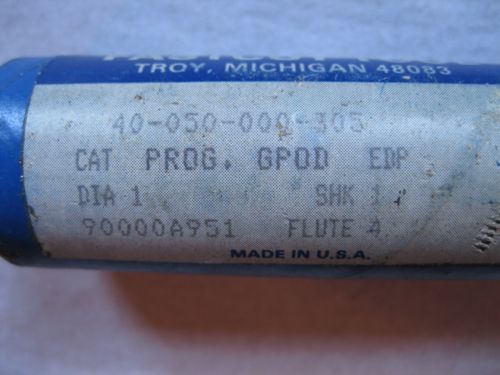 TROY, MICHIGAN 48083
40-050-000-305
CAT PROG. GPOD EDP
DIA 1 SHK 1
90000A951 FLUTE 4
MADE IN U.S.A.